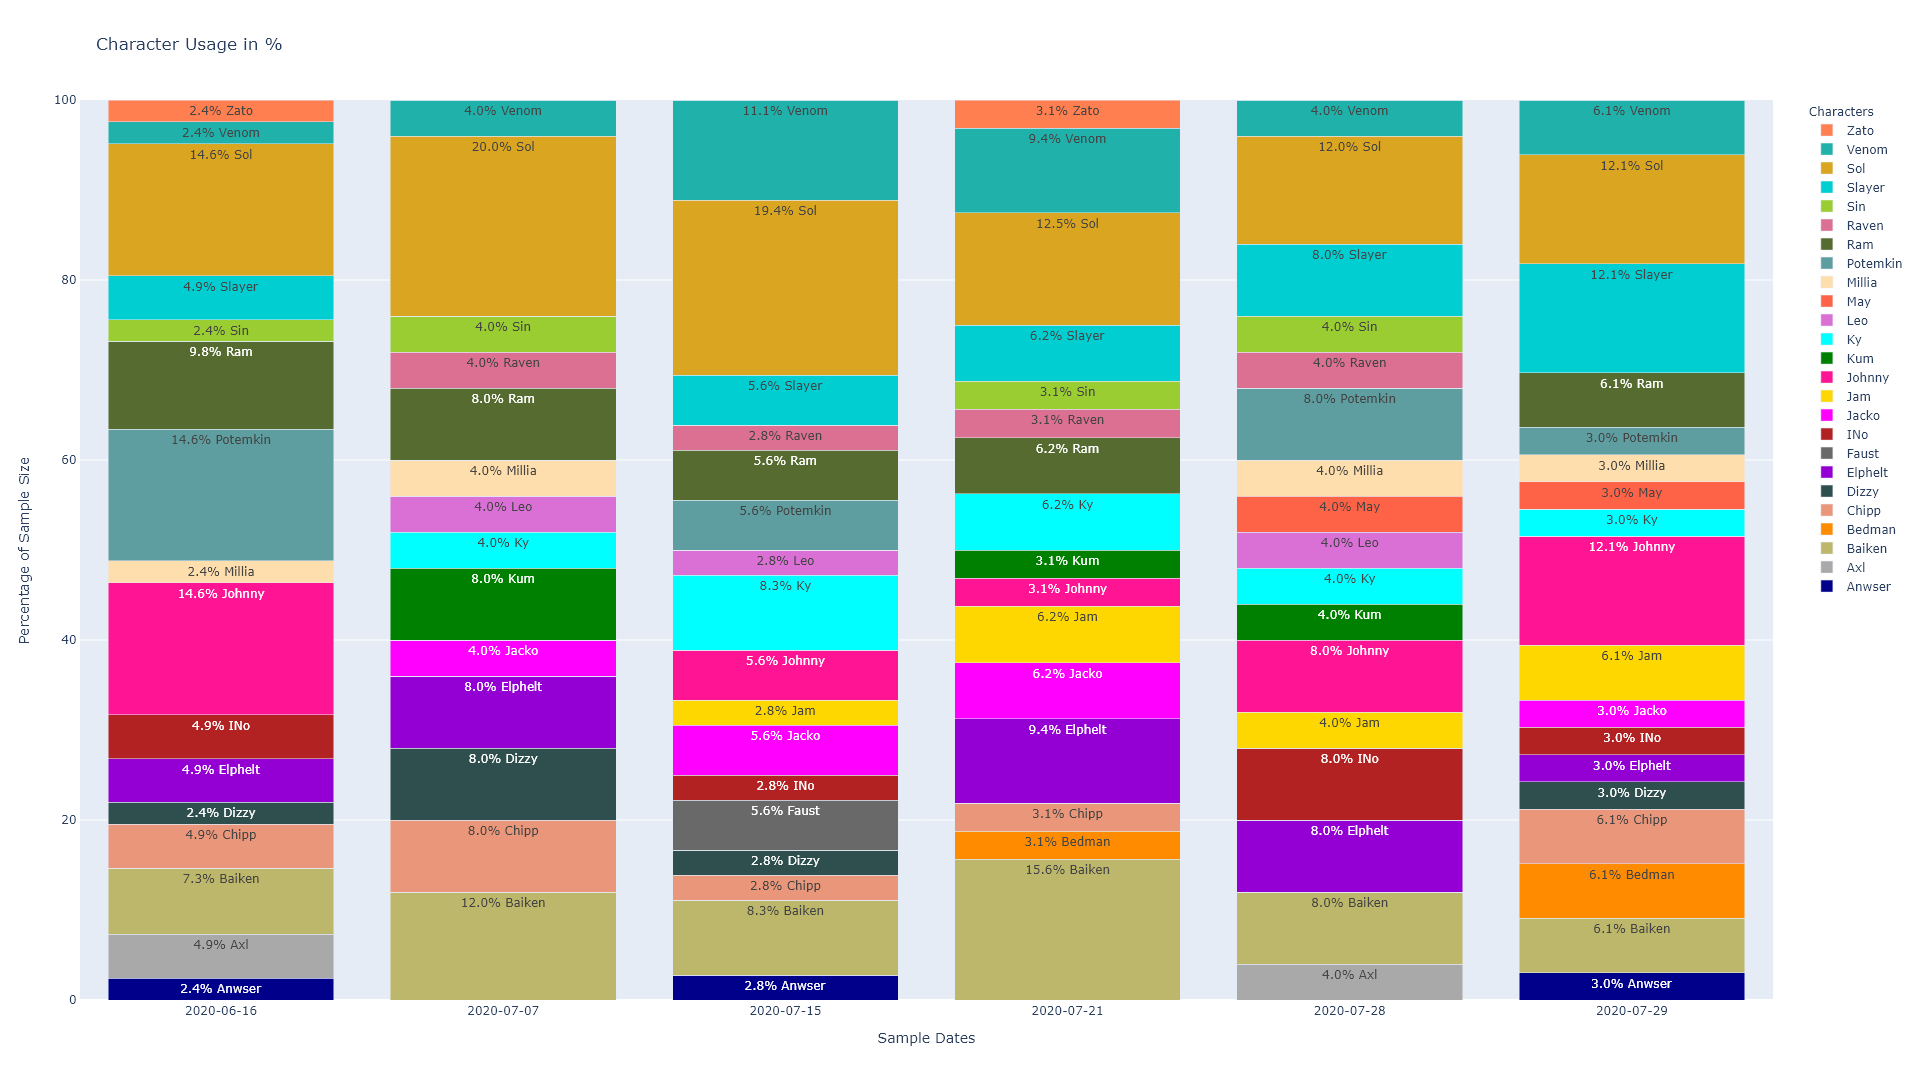 Character Usage in %
Percentage of Sample Size
100
80
60
40
20
0
2.4% Zato
2.4% Venom
14.6% Sol
4.9% Slayer
2.4% Sin
9.8% Ram
14.6% Potemkin
2.4% Millia
14.6% Johnny
4.9% INo
4.9% Elphelt
2.4% Dizzy
4.9% Chipp
7.3% Baiken
4.9% Axl
2.4% Anwser
2020-06-16
4.0% Venom
20.0% Sol
4.0% Sin
4.0% Raven
8.0% Ram
4.0% Millia
4.0% Leo
4.0% Ky
8.0% Kum
4.0% Jacko
8.0% Elphelt
8.0% Dizzy
8.0% Chipp
12.0% Baiken
2020-07-07
11.1% Venom
19.4% Sol
5.6% Slayer
2.8% Raven
5.6% Ram
5.6% Potemkin
2.8% Leo
8.3% Ky
5.6% Johnny
2.8% Jam
5.6% Jacko
2.8% INo
5.6% Faust
2.8% Dizzy
2.8% Chipp
8.3% Baiken
2.8% Anwser
2020-07-15
3.1% Zato
9.4% Venom
12.5% Sol
6.2% Slayer
3.1% Sin
3.1% Raven
6.2% Ram
6.2% Ky
3.1% Kum
3.1% Johnny
6.2% Jam
6.2% Jacko
9.4% Elphelt
3.1% Chipp
3.1% Bedman
15.6% Baiken
2020-07-21
4.0% Venom
12.0% Sol
8.0% Slayer
4.0% Sin
4.0% Raven
8.0% Potemkin
4.0% Millia
4.0% May
4.0% Leo
4.0% Ky
4.0% Kum
8.0% Johnny
4.0% Jam
8.0% INo
8.0% Elphelt
8.0% Baiken
4.0% Axl
2020-07-28
6.1% Venom
12.1% Sol
12.1% Slayer
6.1% Ram
3.0% Potemkin
3.0% Millia
3.0% May
3.0% Ky
12.1% Johnny
6.1% Jam
3.0% Jacko
3.0% INo
3.0% Elphelt
3.0% Dizzy
6.1% Chipp
6.1% Bedman
6.1% Baiken
3.0% Anwser
2020-07-29
Sample Dates
Characters
Zato
Venom
Sol
Slayer
Sin
Raven
Ram
Potemkin
Millia
May
Leo
Ky
Kum
Johnny
Jam
Jacko
INo
Faust
Elphelt
Dizzy
Chipp
Bedman
Baiken
Axl
Anwser